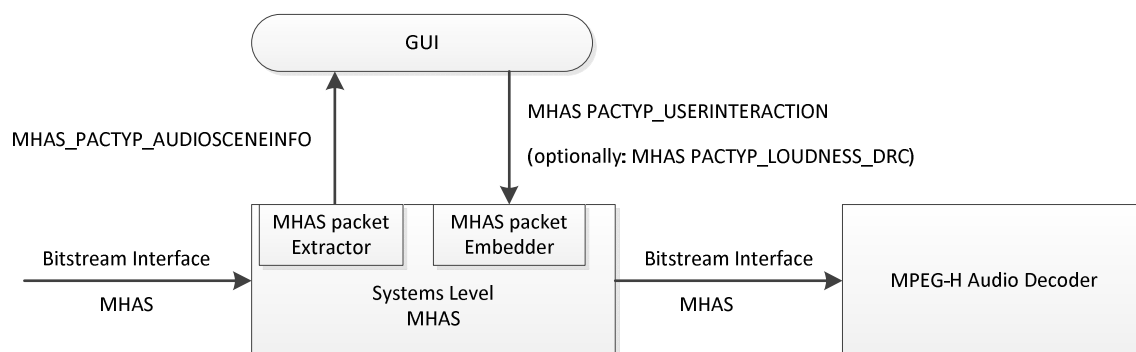 GUI
MHAS_PACTYP_AUDIOSCENEINFO
MHAS PACTYP_USERINTERACTION
(optionally: MHAS PACTYP_LOUDNESS_DRC)
MHAS packet
Extractor
MHAS packet
Embedder
Bitstream Interface
MHAS
Systems Level
MHAS
Bitstream Interface
MHAS
MPEG-H Audio Decoder